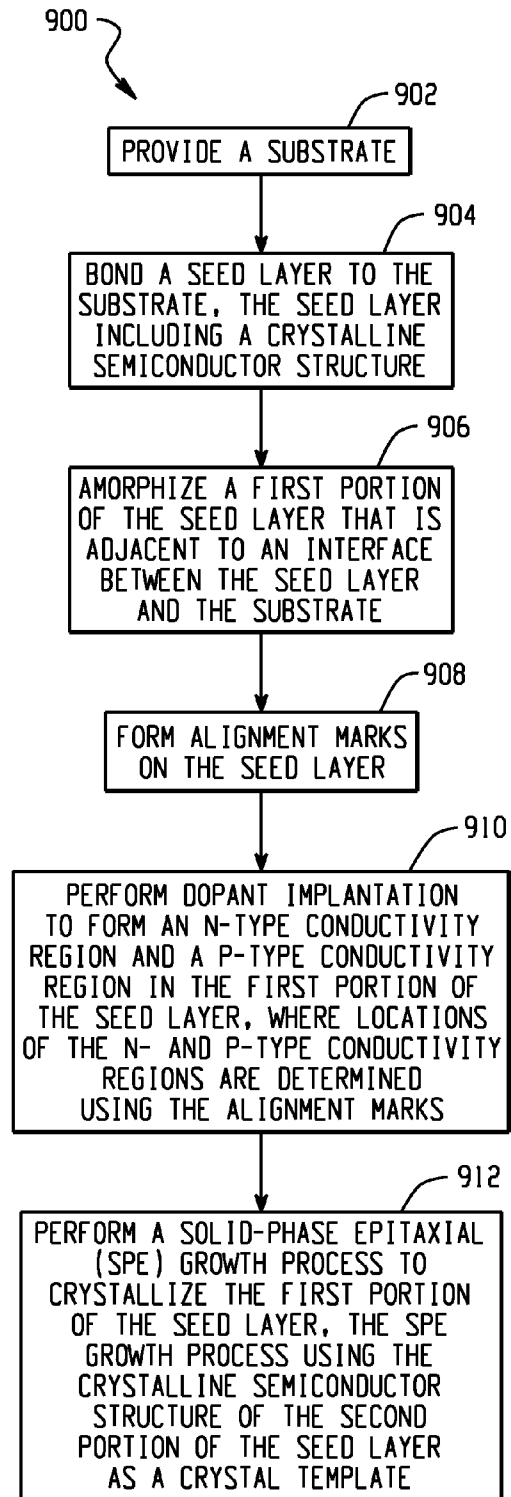 900
902
PROVIDE A SUBSTRATE
904
BOND A SEED LAYER TO THE
SUBSTRATE, THE SEED LAYER
INCLUDING A CRYSTALLINE
SEMICONDUCTOR STRUCTURE
906
AMORPHIZE A FIRST PORTION
OF THE SEED LAYER THAT IS
ADJACENT TO AN INTERFACE
BETWEEN THE SEED LAYER
AND THE SUBSTRATE
908
FORM ALIGNMENT MARKS
ON THE SEED LAYER
910
PERFORM DOPANT IMPLANTATION
TO FORM AN N-TYPE CONDUCTIVITY
REGION AND A P-TYPE CONDUCTIVITY
REGION IN THE FIRST PORTION OF
THE SEED LAYER, WHERE LOCATIONS
OF THE N- AND P-TYPE CONDUCTIVITY
REGIONS ARE DETERMINED
USING THE ALIGNMENT MARKS
912
PERFORM A SOLID-PHASE EPITAXIAL
(SPE) GROWTH PROCESS TO
CRYSTALLIZE THE FIRST PORTION
OF THE SEED LAYER, THE SPE
GROWTH PROCESS USING THE
CRYSTALLINE SEMICONDUCTOR
STRUCTURE OF THE SECOND
PORTION OF THE SEED LAYER
AS A CRYSTAL TEMPLATE